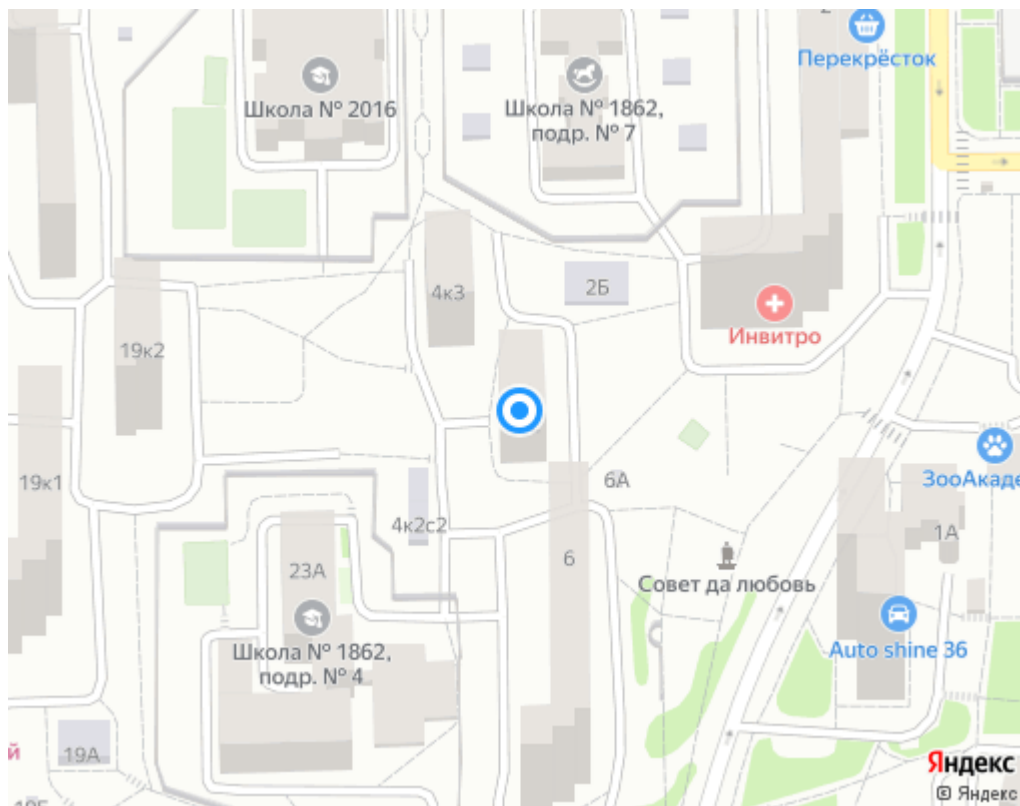 Перекрёсток
Школа № 2016
Школа № 1862,
подр. № 7
2Б
4к3
Инвитро
19к2
19к1
6А
ЗооАкаде
4к2с2
1А
6
23А
Совет да любовь
Школа № 1862,
подр. № 4
Auto shine 36
й
19А
Яндекс
© Яндекс